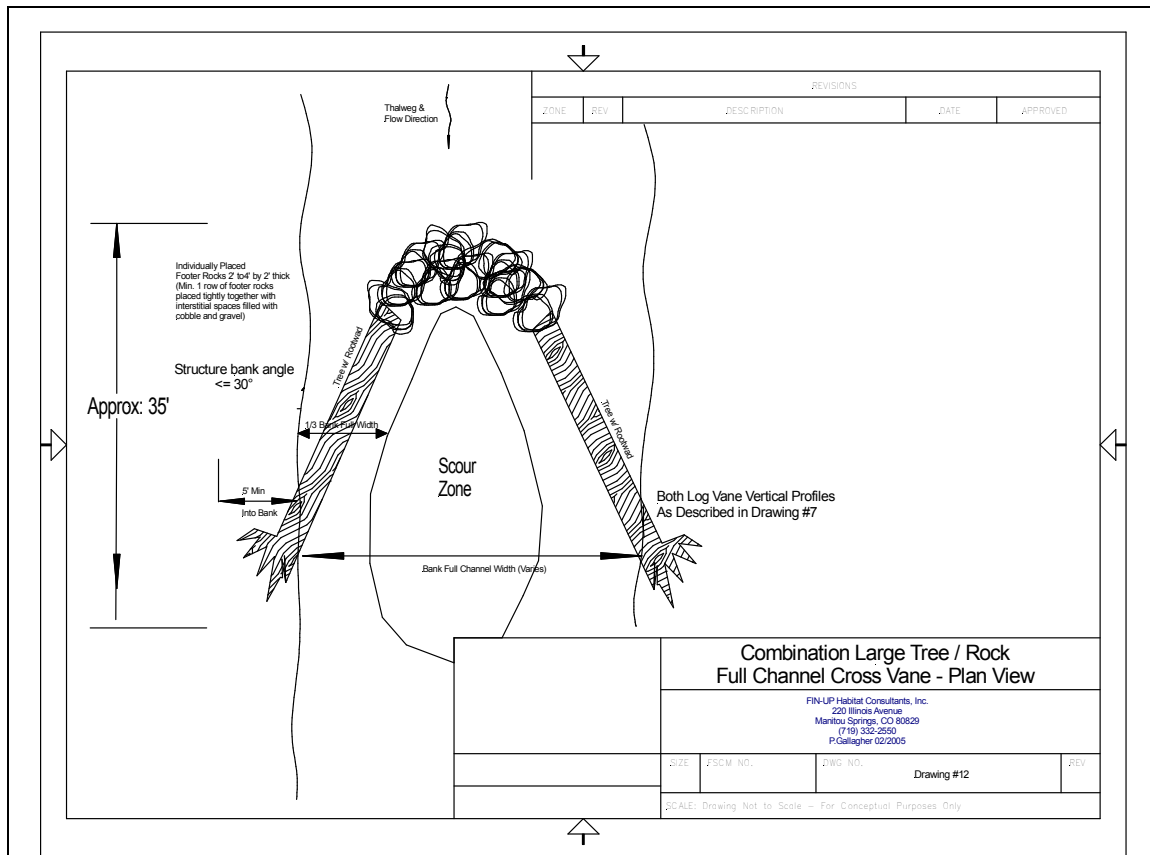 REVISIONS
ZONE REV DESCRIPTION DATE APPROVED
Thalweg &
Flow Direction
Individually Placed
Footer Rocks 2' to4' by 2' thick
(Min. 1 row of footer rocks
placed tightly together with
interstitial spaces filled with
cobble and gravel)
Structure bank angle
<= 30°
Approx: 35'
Tree w/ Rootwad
Tree w/ Rootwad
1/3 Bank Full Width
Scour
Zone
5' Min
Into Bank
Both Log Vane Vertical Profiles
As Described in Drawing #7
Bank Full Channel Width (Varies)
Combination Large Tree / Rock
Full Channel Cross Vane - Plan View
FIN-UP Habitat Consultants, Inc.
220 Illinois Avenue
Manitou Springs, CO 80829
(719) 332-2550
P.Gallagher 02/2005
SIZE FSCM NO. DWG NO. REV
Drawing #12
SCALE: Drawing Not to Scale – For Conceptual Purposes Only